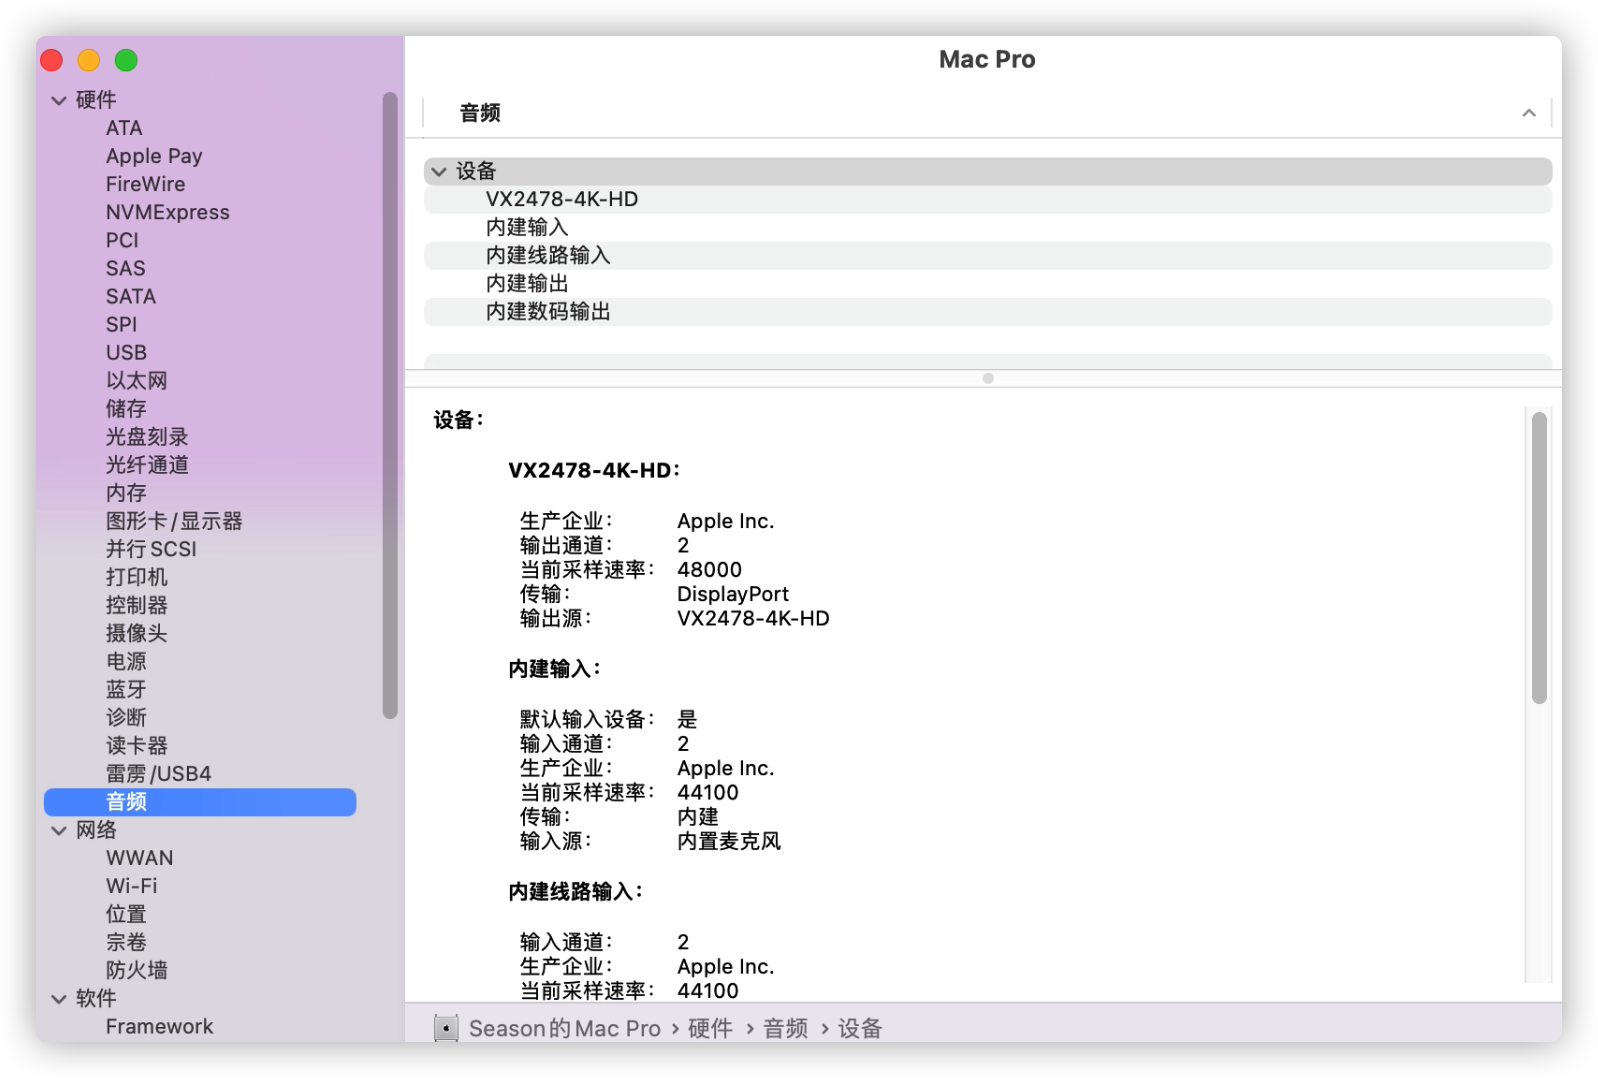 Mac Pro
硬件
ATA
Apple Pay
FireWire
NVMExpress
PCI
SAS
SATA
SPI
USB
以太网
储存
光盘刻录
光纤通道
内存
图形卡/显示器
并行SCSI
打印机
控制器
摄像头
电源
蓝牙
诊断
读卡器
雷雳/USB4
音频
网络
WWAN
Wi-Fi
位置
宗卷
防火墙
软件
Framework
音频
设备
VX2478-4K-HD
内建输入
内建线路输入
内建输出
内建数码输出
设备：
VX2478-4K-HD：
生产企业： Apple Inc.
输出通道： 2
当前采样速率： 48000
传输： DisplayPort
输出源： VX2478-4K-HD
内建输入：
默认输入设备： 是
输入通道： 2
生产企业： Apple Inc.
当前采样速率： 44100
传输： 内建
输入源： 内置麦克风
内建线路输入：
输入通道： 2
生产企业： Apple Inc.
当前采样速率： 44100
Season的Mac Pro › 硬件 › 音频 › 设备